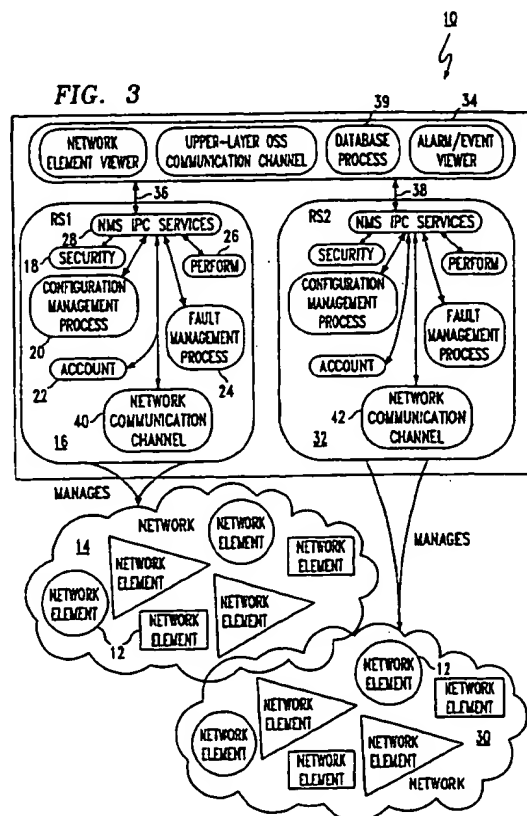 10
FIG. 3
39
34
NETWORK
ELEMENT VIEWER
UPPER-LAYER OSS
COMMUNICATION CHANNEL
DATABASE
PROCESS
ALARM/EVENT
VIEWER
36
38
RS1
NMS IPC SERVICES
28
26
18
SECURITY
PERFORM
CONFIGURATION
MANAGEMENT
PROCESS
20
FAULT
MANAGEMENT
PROCESS
24
ACCOUNT
22
40
NETWORK
COMMUNICATION
CHANNEL
16
RS2
NMS IPC SERVICES
SECURITY
PERFORM
CONFIGURATION
MANAGEMENT
PROCESS
FAULT
MANAGEMENT
PROCESS
ACCOUNT
42
NETWORK
COMMUNICATION
CHANNEL
32
MANAGES
MANAGES
14
NETWORK
NETWORK
ELEMENT
NETWORK
ELEMENT
NETWORK
ELEMENT
NETWORK
ELEMENT
NETWORK
ELEMENT
NETWORK
ELEMENT
12
NETWORK
ELEMENT
12
NETWORK
ELEMENT
NETWORK
ELEMENT
NETWORK
ELEMENT
NETWORK
ELEMENT
NETWORK
ELEMENT
30
NETWORK